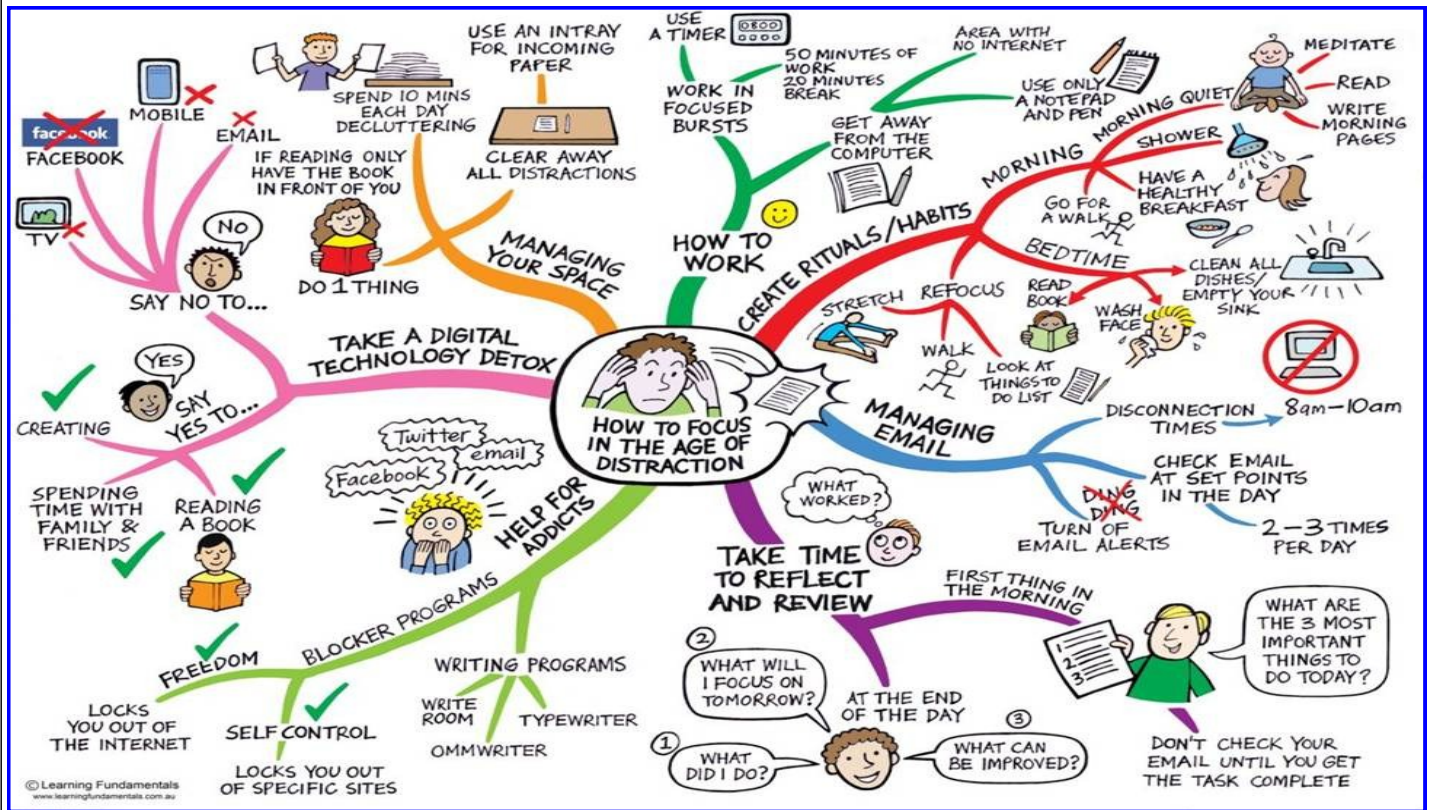 HOW TO FOCUS
IN THE AGE OF
DISTRACTION
HOW TO
WORK
WORK IN
FOCUSED
BURSTS
USE
A TIMER
0800
50 MINUTES OF
WORK
20 MINUTES
BREAK
GET AWAY
FROM THE
COMPUTER
AREA WITH
NO INTERNET
USE ONLY
A NOTEPAD
AND PEN
CREATE RITUALS/HABITS
MORNING
MORNING QUIET
MEDITATE
READ
WRITE
MORNING
PAGES
SHOWER
HAVE A
HEALTHY
BREAKFAST
GO FOR
A WALK
BEDTIME
READ
BOOK
WASH
FACE
CLEAN ALL
DISHES/
EMPTY YOUR
SINK
REFOCUS
STRETCH
WALK
LOOK AT
THINGS TO
DO LIST
MANAGING
EMAIL
DISCONNECTION
TIMES
8am-10am
CHECK EMAIL
AT SET POINTS
IN THE DAY
2-3 TIMES
PER DAY
DING
DING
TURN OF
EMAIL ALERTS
TAKE TIME
TO REFLECT
AND REVIEW
WHAT
WORKED?
FIRST THING IN
THE MORNING
1
2
3
WHAT ARE
THE 3 MOST
IMPORTANT
THINGS TO
DO TODAY?
DON'T CHECK YOUR
EMAIL UNTIL YOU GET
THE TASK COMPLETE
AT THE END
OF THE DAY
1
WHAT
DID I DO?
2
WHAT WILL
I FOCUS ON
TOMORROW?
3
WHAT CAN
BE IMPROVED?
HELP FOR
ADDICTS
Twitter
email
Facebook
WRITING PROGRAMS
WRITE
ROOM
OMMWRITER
TYPEWRITER
BLOCKER PROGRAMS
SELF CONTROL
LOCKS YOU OUT
OF SPECIFIC SITES
FREEDOM
LOCKS
YOU OUT OF
THE INTERNET
TAKE A DIGITAL
TECHNOLOGY DETOX
YES
SAY
YES TO...
CREATING
SPENDING
TIME WITH
FAMILY &
FRIENDS
READING
A BOOK
NO
SAY NO TO...
TV
facebook
FACEBOOK
MOBILE
EMAIL
MANAGING
YOUR SPACE
DO 1 THING
IF READING ONLY
HAVE THE BOOK
IN FRONT OF YOU
SPEND 10 MINS
EACH DAY
DECLUTTERING
CLEAR AWAY
ALL DISTRACTIONS
USE AN INTRAY
FOR INCOMING
PAPER
© Learning Fundamentals
www.learningfundamentals.com.au